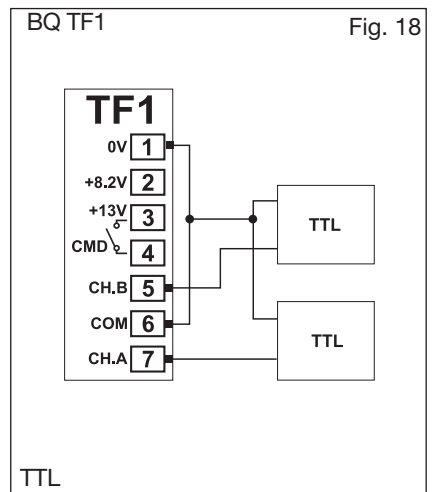 BQ TF1
Fig. 18
TF1
0V 1
+8.2V 2
+13V 3
CMD 4
CH.B 5
COM 6
CH.A 7
TTL
TTL
TTL